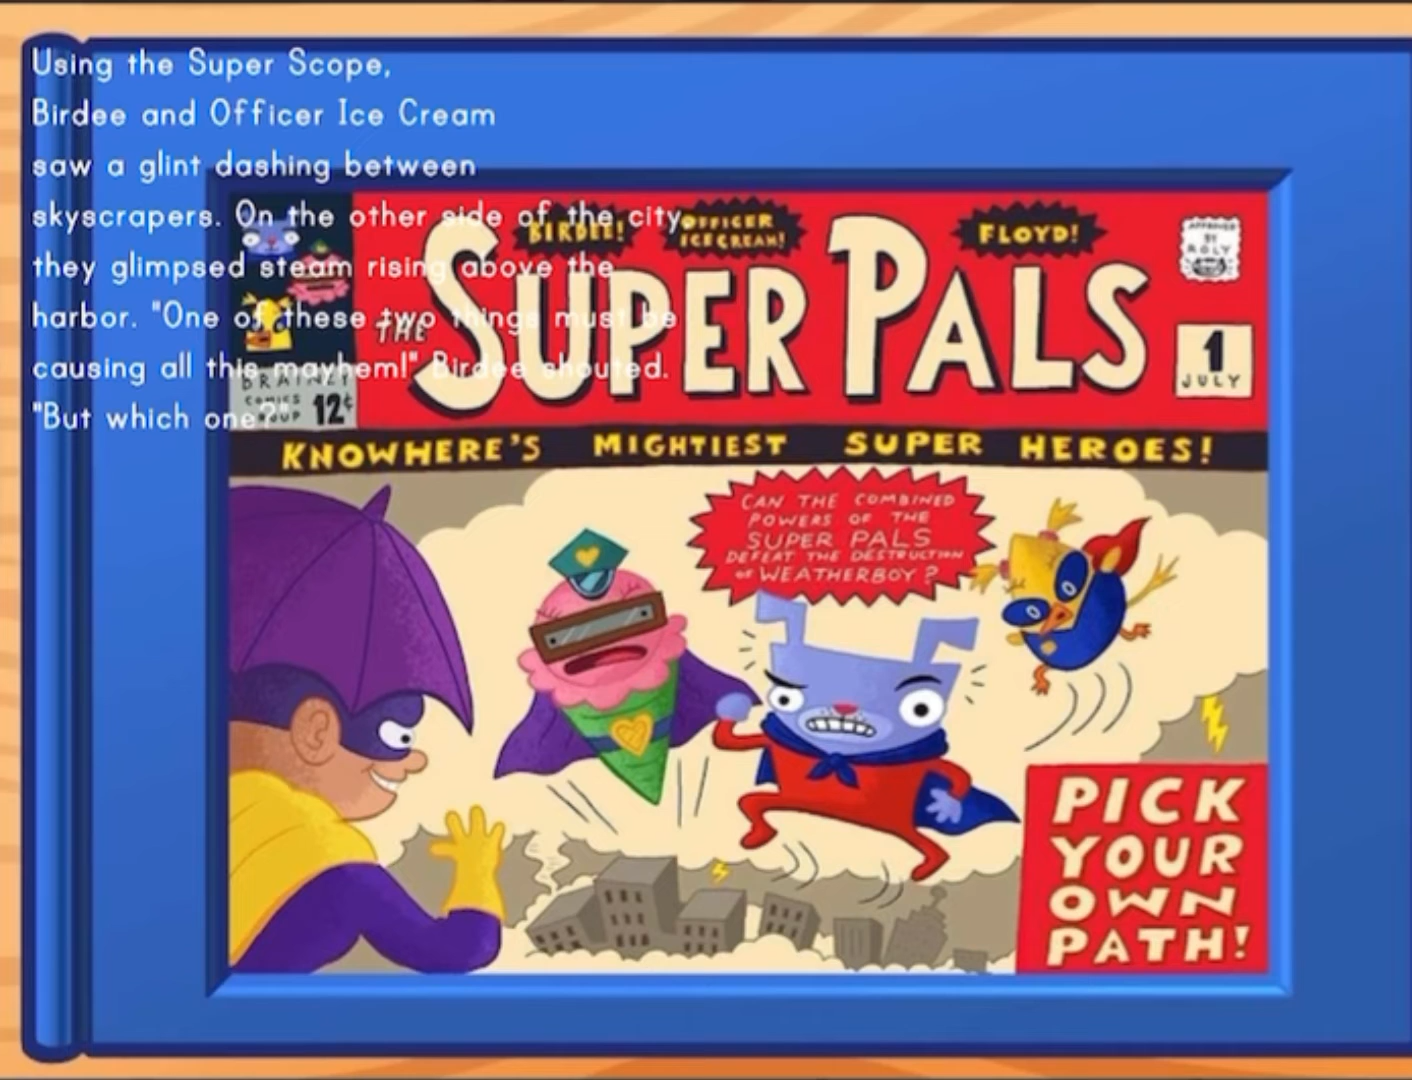 Using the Super Scope,
Birdee and Officer Ice Cream
saw a glint dashing between
skyscrapers. On the other side of the city,
they glimpsed steam rising above the
harbor. "One of these two things must be
causing all this mayhem!" Birdee shouted.
"But which one?"
BIRDEE!
OFFICER
ICE CREAM!
FLOYD!
APPROVED
BY
ROLY
THE
SUPER PALS
1
JULY
BRAINZY
COMICS
GROUP
12¢
KNOWHERE'S MIGHTIEST SUPER HEROES!
CAN THE COMBINED
POWERS OF THE
SUPER PALS
DEFEAT THE DESTRUCTION
OF WEATHERBOY?
PICK
YOUR
OWN
PATH!